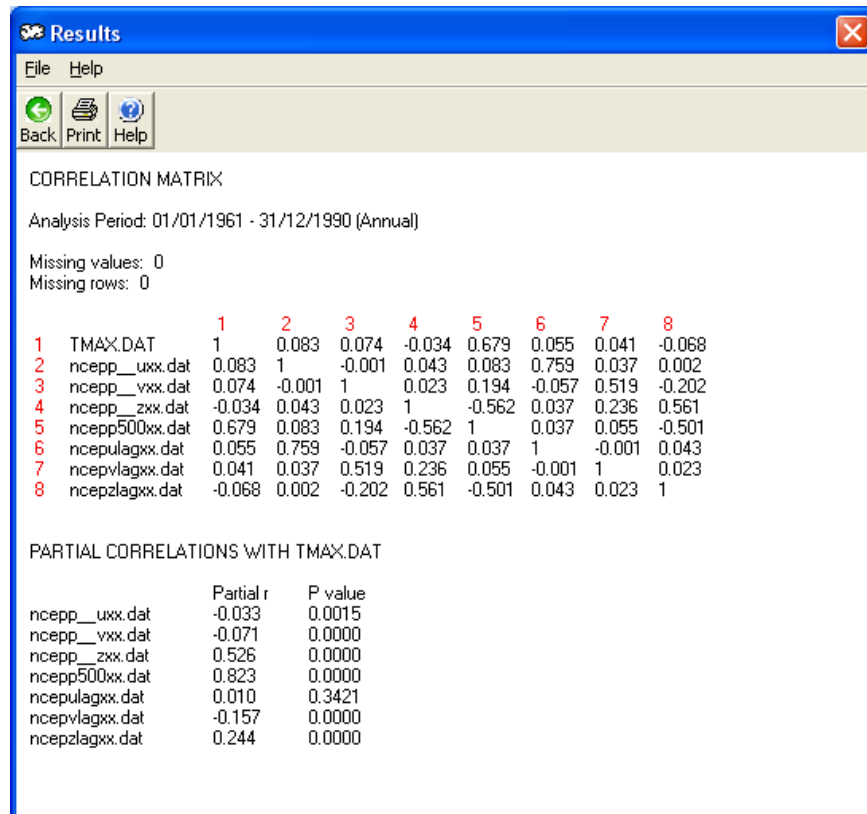 Results
File Help
Back Print Help
CORRELATION MATRIX
Analysis Period: 01/01/1961 - 31/12/1990 (Annual)
Missing values: 0
Missing rows: 0
1 2 3 4 5 6 7 8
1 TMAX.DAT 1 0.083 0.074 -0.034 0.679 0.055 0.041 -0.068
2 ncepp__uxx.dat 0.083 1 -0.001 0.043 0.083 0.759 0.037 0.002
3 ncepp__vxx.dat 0.074 -0.001 1 0.023 0.194 -0.057 0.519 -0.202
4 ncepp__zxx.dat -0.034 0.043 0.023 1 -0.562 0.037 0.236 0.561
5 ncepp500xx.dat 0.679 0.083 0.194 -0.562 1 0.037 0.055 -0.501
6 ncepulagxx.dat 0.055 0.759 -0.057 0.037 0.037 1 -0.001 0.043
7 ncepvlagxx.dat 0.041 0.037 0.519 0.236 0.055 -0.001 1 0.023
8 ncepzlagxx.dat -0.068 0.002 -0.202 0.561 -0.501 0.043 0.023 1
PARTIAL CORRELATIONS WITH TMAX.DAT
Partial r P value
ncepp__uxx.dat -0.033 0.0015
ncepp__vxx.dat -0.071 0.0000
ncepp__zxx.dat 0.526 0.0000
ncepp500xx.dat 0.823 0.0000
ncepulagxx.dat 0.010 0.3421
ncepvlagxx.dat -0.157 0.0000
ncepzlagxx.dat 0.244 0.0000